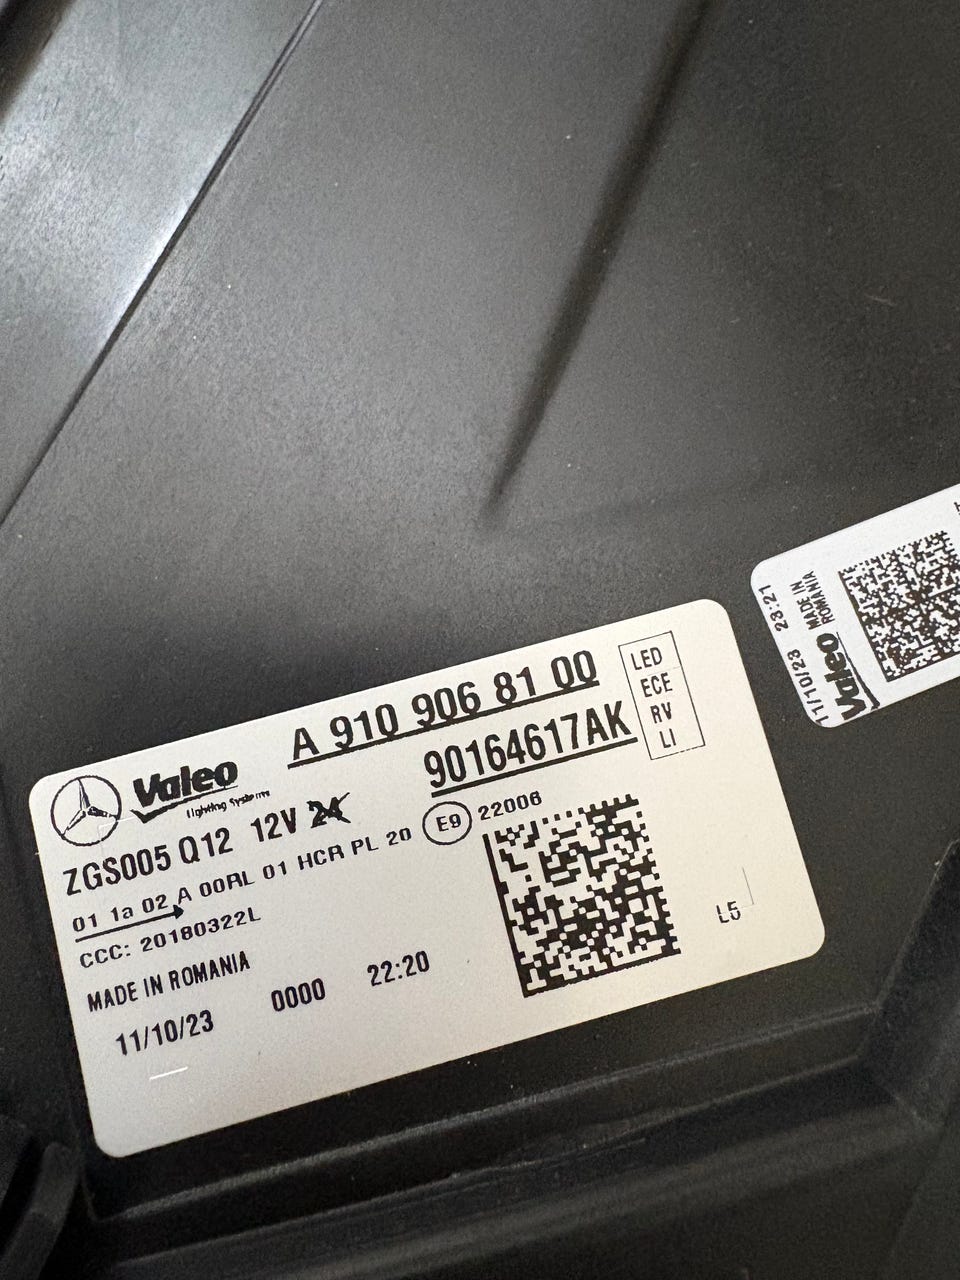 A 910 906 81 00
90164617AK
LED
ECE
RV
LI
Valeo
lighting systems
ZGS005 Q12 12V 24
01 1a 02 A 00RL 01 HCR PL 20 E9 22006
CCC: 20180322L
MADE IN ROMANIA
11/10/23 0000 22:20
L5
11/10/23 23:21
Valeo MADE IN
ROMANIA